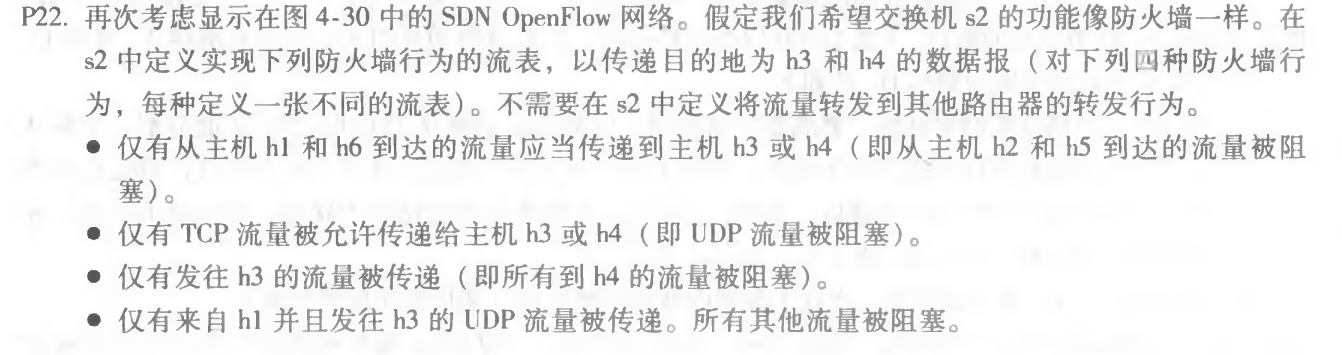 P22. 再次考虑显示在图 4-30 中的 SDN OpenFlow 网络。假定我们希望交换机 s2 的功能像防火墙一样。在
s2 中定义实现下列防火墙行为的流表，以传递目的地为 h3 和 h4 的数据报（对下列四种防火墙行
为，每种定义一张不同的流表）。不需要在 s2 中定义将流量转发到其他路由器的转发行为。
● 仅有从主机 h1 和 h6 到达的流量应当传递到主机 h3 或 h4（即从主机 h2 和 h5 到达的流量被阻
塞）。
● 仅有 TCP 流量被允许传递给主机 h3 或 h4（即 UDP 流量被阻塞）。
● 仅有发往 h3 的流量被传递（即所有到 h4 的流量被阻塞）。
● 仅有来自 h1 并且发往 h3 的 UDP 流量被传递。所有其他流量被阻塞。